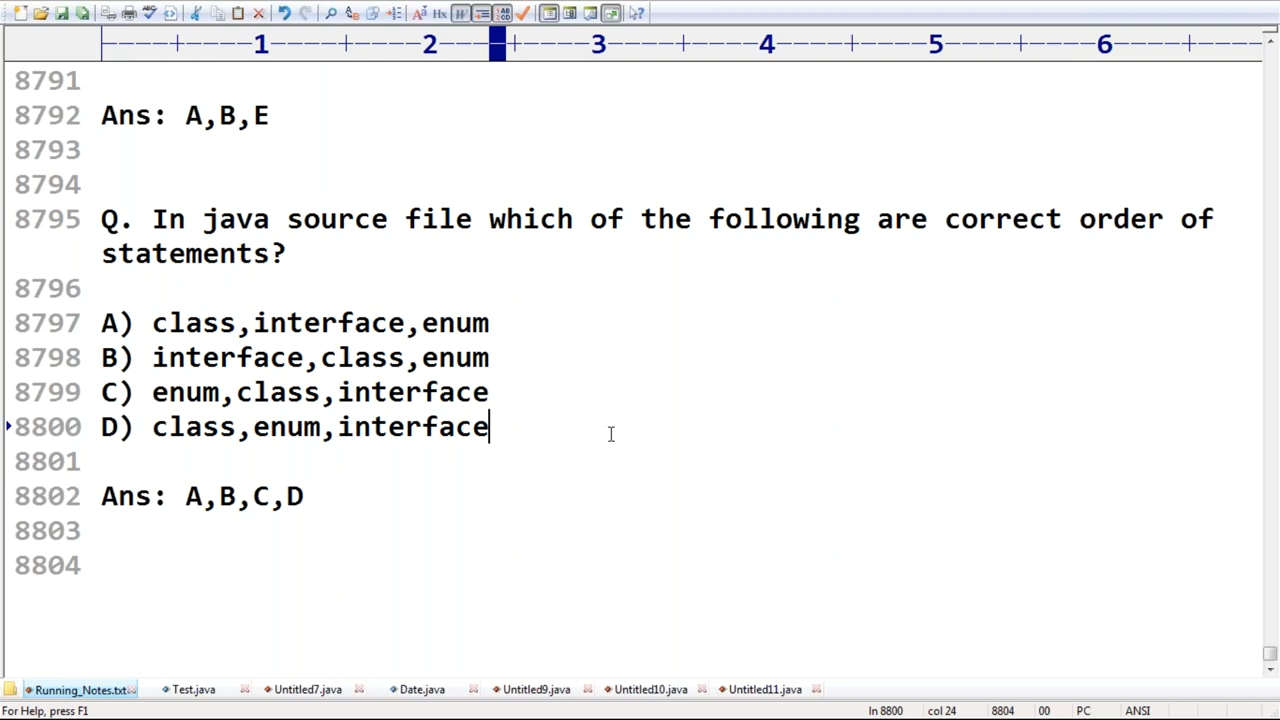 1 2 3 4 5 6
8791
8792 Ans: A,B,E
8793
8794
8795 Q. In java source file which of the following are correct order of
statements?
8796
8797 A) class,interface,enum
8798 B) interface,class,enum
8799 C) enum,class,interface
8800 D) class,enum,interface
8801
8802 Ans: A,B,C,D
8803
8804
Running_Notes.txt Test.java Untitled7.java Date.java Untitled9.java Untitled10.java Untitled11.java
For Help, press F1 ln 8800 col 24 8804 00 PC ANSI